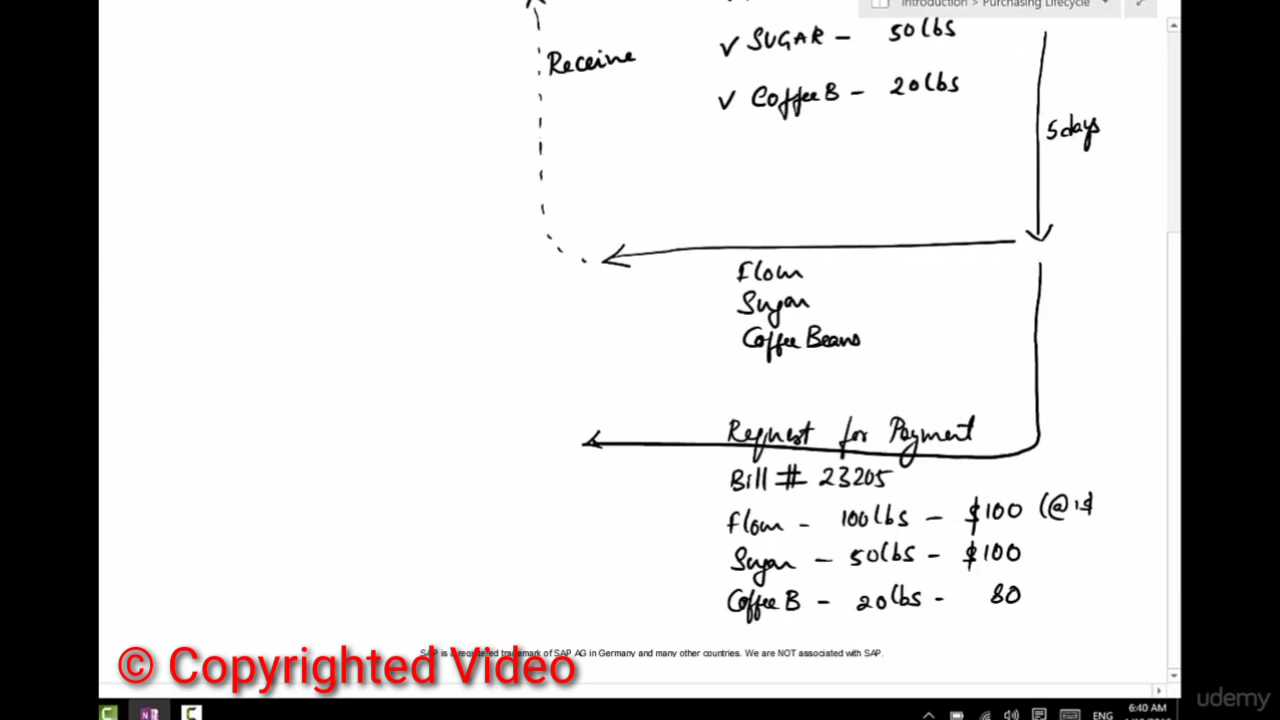 Introduction > Purchasing Lifecycle
✓ SUGAR - 50lbs
Receive
✓ CoffeeB - 20lbs
5days
Flour
Sugar
Coffee Beans
Request for Payment
Bill # 23205
Flour - 100lbs - $100 (@1$
Sugar - 50lbs - $100
CoffeeB - 20lbs - 80
SAP is a registered trademark of SAP AG in Germany and many other countries. We are NOT associated with SAP.
© Copyrighted Video
udemy
ENG
6:40 AM